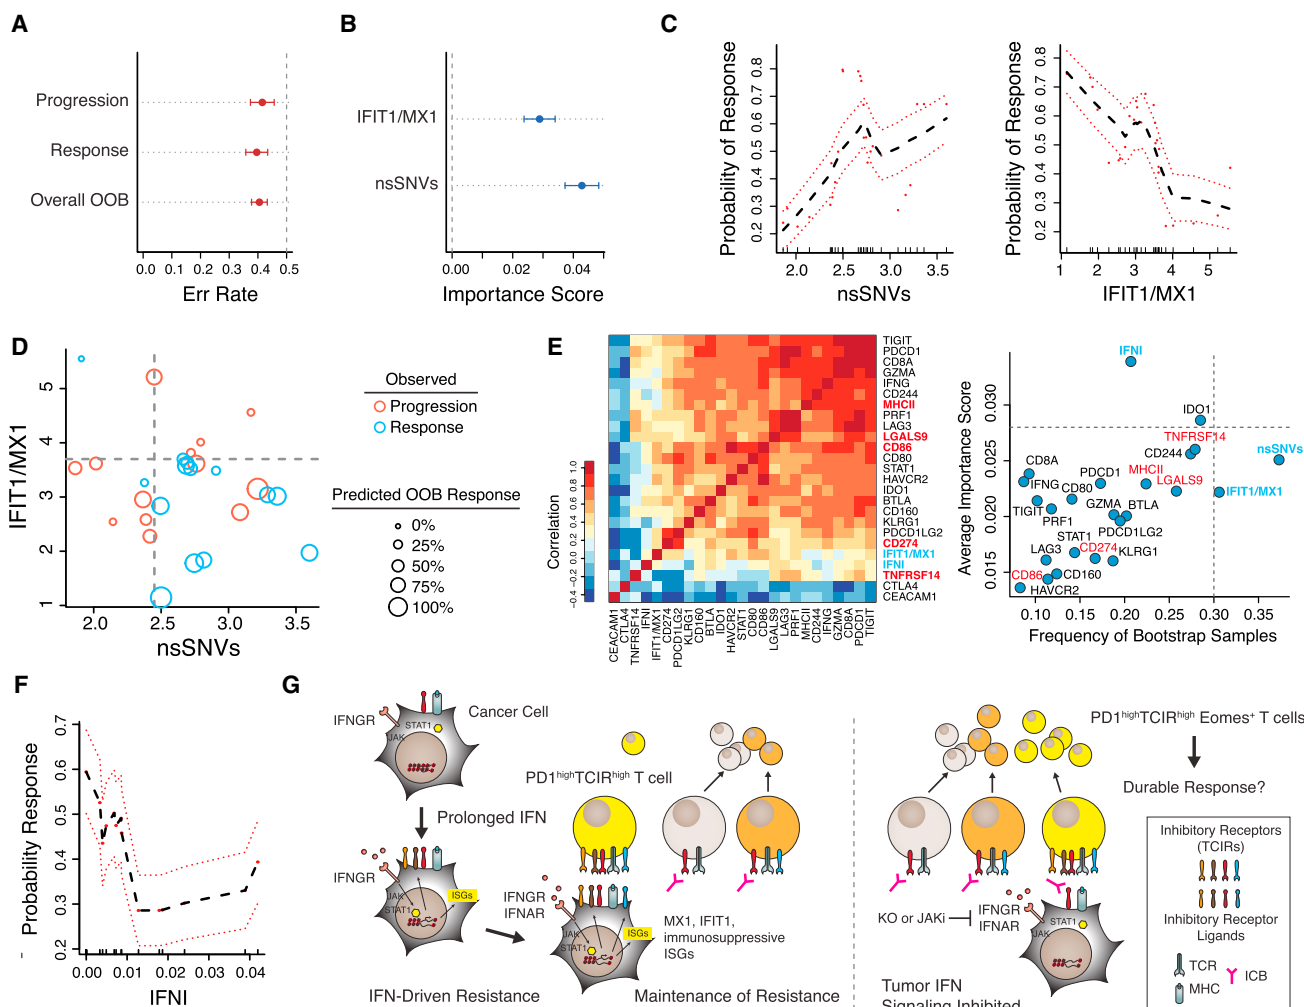 A
Progression
Response
Overall OOB
0.0 0.1 0.2 0.3 0.4 0.5
Err Rate
B
IFIT1/MX1
nsSNVs
0.00 0.02 0.04
Importance Score
C
Probability of Response
0.2 0.3 0.4 0.5 0.6 0.7 0.8
2.0 2.5 3.0 3.5
nsSNVs
Probability of Response
0.2 0.3 0.4 0.5 0.6 0.7 0.8
1 2 3 4 5
IFIT1/MX1
D
IFIT1/MX1
5
4
3
2
1
2.0 2.5 3.0 3.5
nsSNVs
Observed
Progression
Response
Predicted OOB Response
0%
25%
50%
75%
100%
E
Correlation
-0.4 -0.2 0.0 0.2 0.4 0.6 0.8 1.0
TIGIT
PDCD1
CD8A
GZMA
IFNG
CD244
MHCII
PRF1
LAG3
LGALS9
CD86
CD80
STAT1
HAVCR2
IDO1
BTLA
CD160
KLRG1
PDCD1LG2
CD274
IFIT1/MX1
IFNI
TNFRSF14
CTLA4
CEACAM1
CEACAM1
CTLA4
TNFRSF14
IFNI
IFIT1/MX1
CD274
PDCD1LG2
KLRG1
CD160
BTLA
IDO1
HAVCR2
STAT1
CD80
CD86
LGALS9
LAG3
PRF1
MHCII
CD244
IFNG
GZMA
CD8A
PDCD1
TIGIT
Average Importance Score
0.015 0.020 0.025 0.030
IFNI
IDO1
TNFRSF14
CD244
nsSNVs
CD8A
PDCD1
MHCII
LGALS9
IFNG
CD80
IFIT1/MX1
TIGIT
PRF1
GZMA
BTLA
PDCD1LG2
STAT1
LAG3
CD274
KLRG1
CD86
CD160
HAVCR2
0.10 0.15 0.20 0.25 0.30 0.35
Frequency of Bootstrap Samples
F
Probability Response
0.7
0.6
0.5
0.4
0.3
0.2
0.00 0.01 0.02 0.03 0.04
IFNI
G
IFNGR
STAT1
JAK
Cancer Cell
Prolonged IFN
IFNGR
JAK
STAT1
ISGs
IFN-Driven Resistance
PD1highTCIRhigh T cell
IFNGR
IFNAR
JAK
STAT1
ISGs
MX1, IFIT1,
immunosuppressive
ISGs
Maintenance of Resistance
PD1highTCIRhigh Eomes+ T cells
Durable Response?
KO or JAKi
IFNGR
IFNAR
JAK
STAT1
Tumor IFN
Signaling Inhibited
Inhibitory Receptors
(TCIRs)
Inhibitory Receptor
Ligands
TCR
MHC
ICB